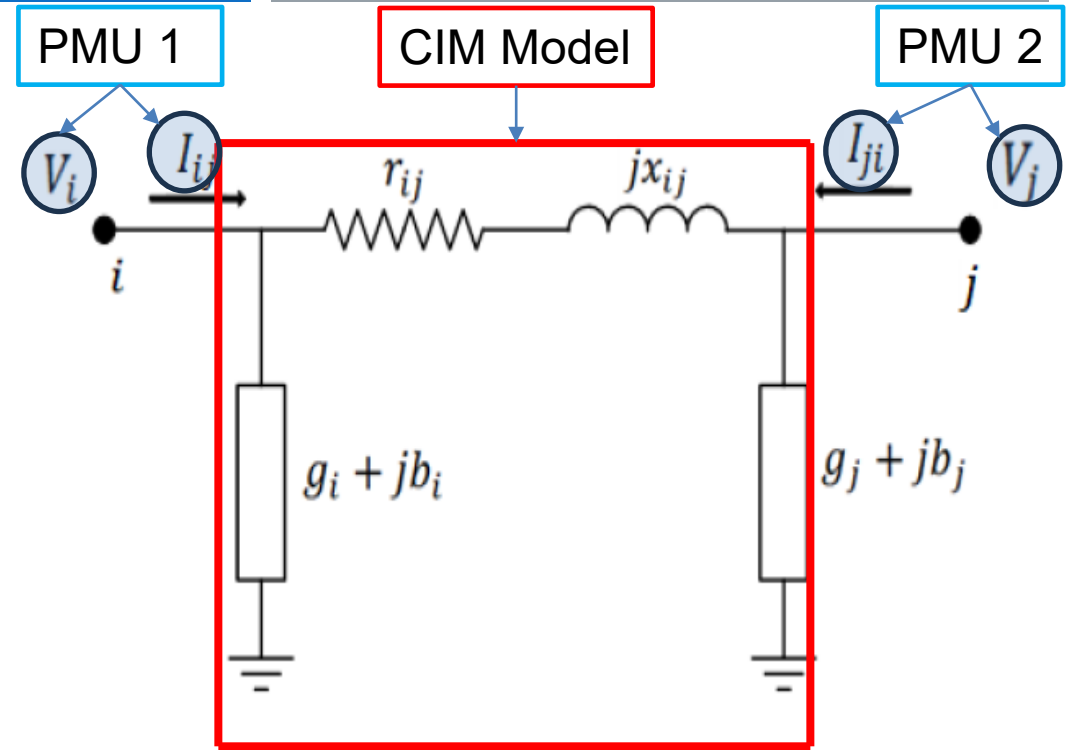 PMU 1
CIM Model
PMU 2
V_i
I_ij
r_ij
jx_ij
I_ji
V_j
i
j
g_i + jb_i
g_j + jb_j